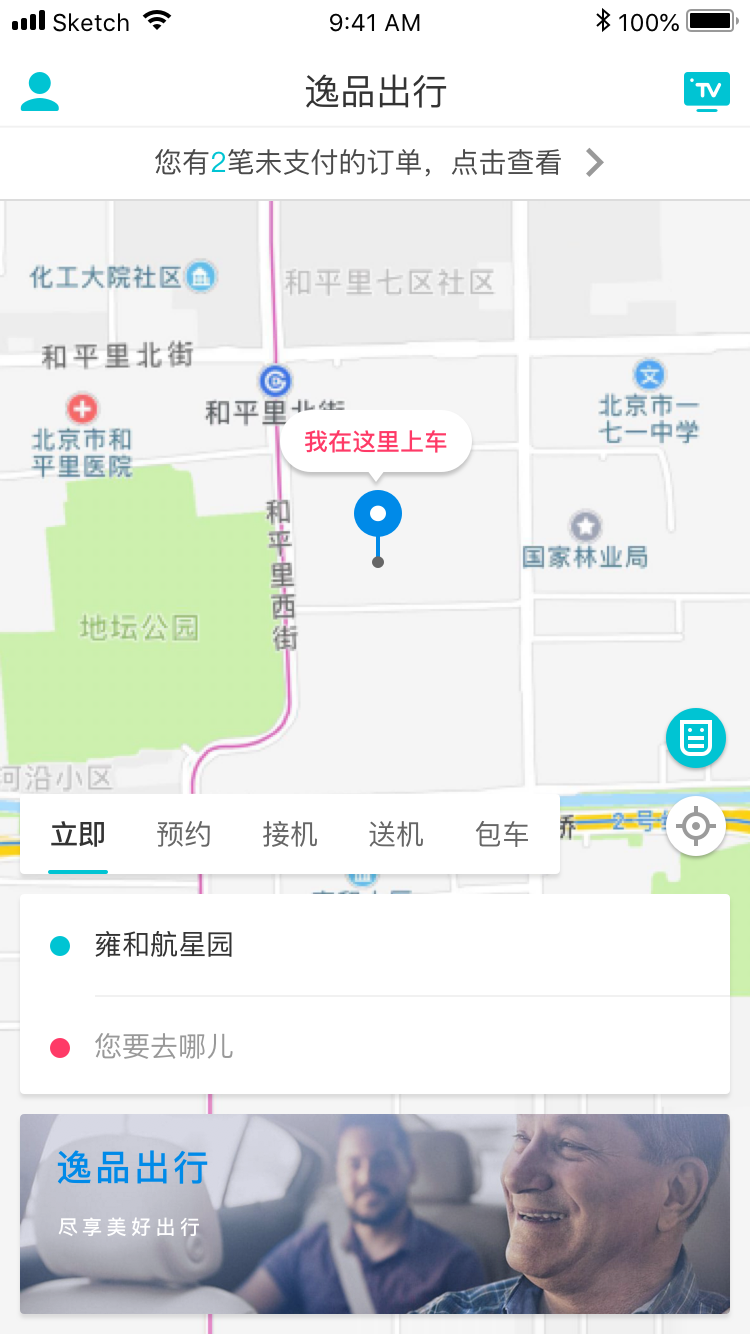 Sketch
9:41 AM
100%
逸品出行
TV
您有2笔未支付的订单，点击查看
化工大院社区
和平里七区社区
和平里北街
和平里北街
北京市和
平里医院
文
北京市一
七一中学
我在这里上车
和平里西街
国家林业局
地坛公园
河沿小区
立即
预约
接机
送机
包车
桥
2号
雍和航星园
您要去哪儿
逸品出行
尽享美好出行